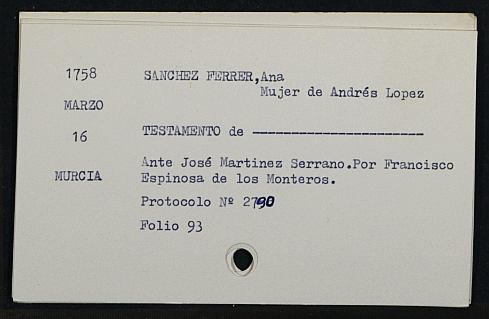 1758
SANCHEZ FERRER,Ana
Mujer de Andrés Lopez
MARZO
16
TESTAMENTO de ----------------------
Ante José Martinez Serrano.Por Francisco
MURCIA
Espinosa de los Monteros.
Protocolo Nº 2790
Folio 93